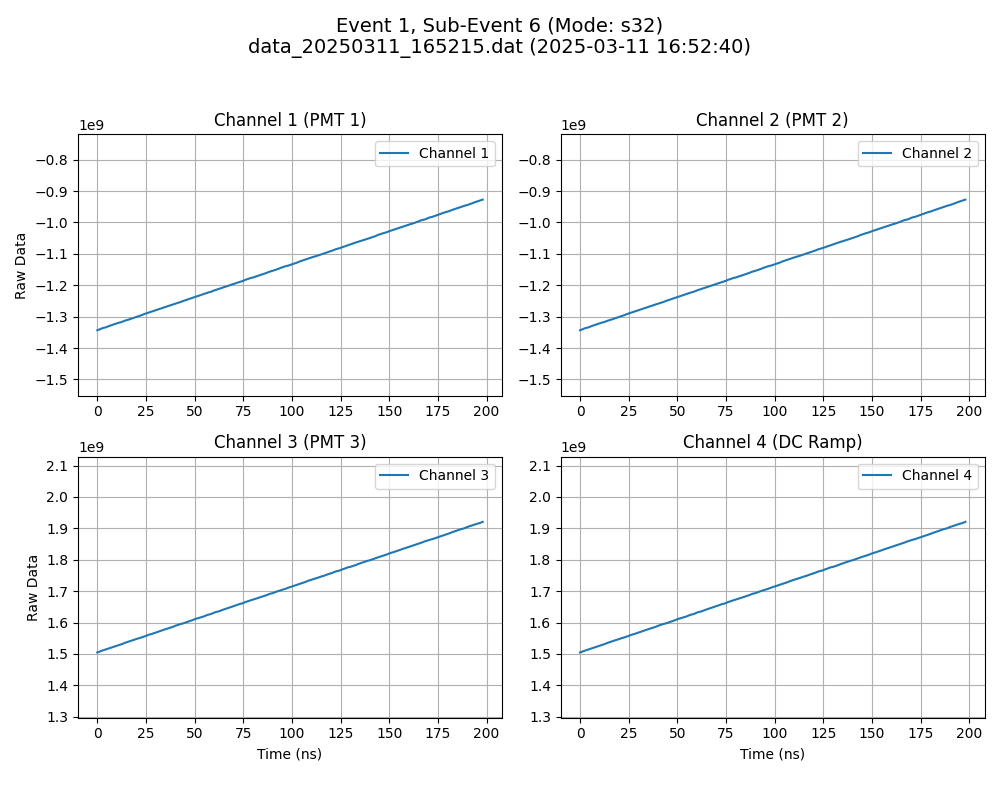 Event 1, Sub-Event 6 (Mode: s32)
data_20250311_165215.dat (2025-03-11 16:52:40)
Channel 1 (PMT 1)
1e9
Channel 1
−0.8
−0.9
−1.0
−1.1
−1.2
−1.3
−1.4
−1.5
Raw Data
0 25 50 75 100 125 150 175 200
Channel 2 (PMT 2)
1e9
Channel 2
−0.8
−0.9
−1.0
−1.1
−1.2
−1.3
−1.4
−1.5
0 25 50 75 100 125 150 175 200
Channel 3 (PMT 3)
1e9
Channel 3
2.1
2.0
1.9
1.8
1.7
1.6
1.5
1.4
1.3
Raw Data
0 25 50 75 100 125 150 175 200
Time (ns)
Channel 4 (DC Ramp)
1e9
Channel 4
2.1
2.0
1.9
1.8
1.7
1.6
1.5
1.4
1.3
0 25 50 75 100 125 150 175 200
Time (ns)